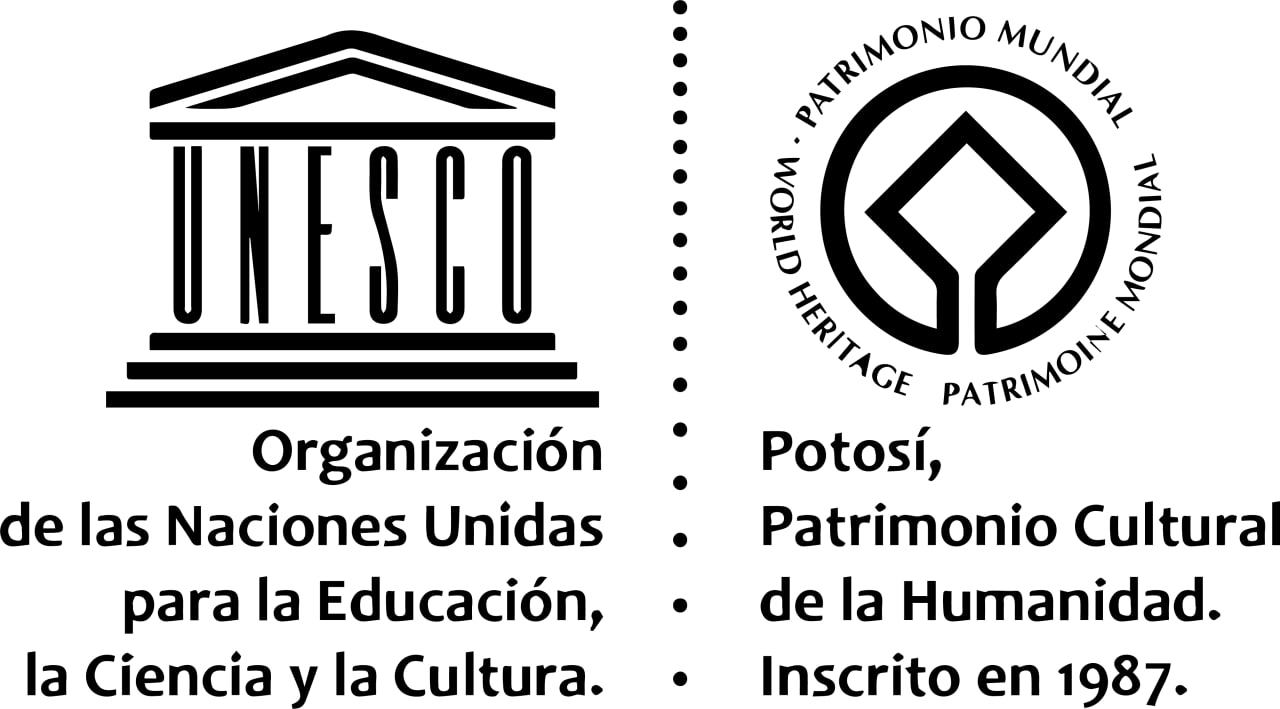 UNESCO
Organización
de las Naciones Unidas
para la Educación,
la Ciencia y la Cultura.
WORLD HERITAGE · PATRIMONIO MUNDIAL
PATRIMOINE MONDIAL
Potosí,
Patrimonio Cultural
de la Humanidad.
Inscrito en 1987.